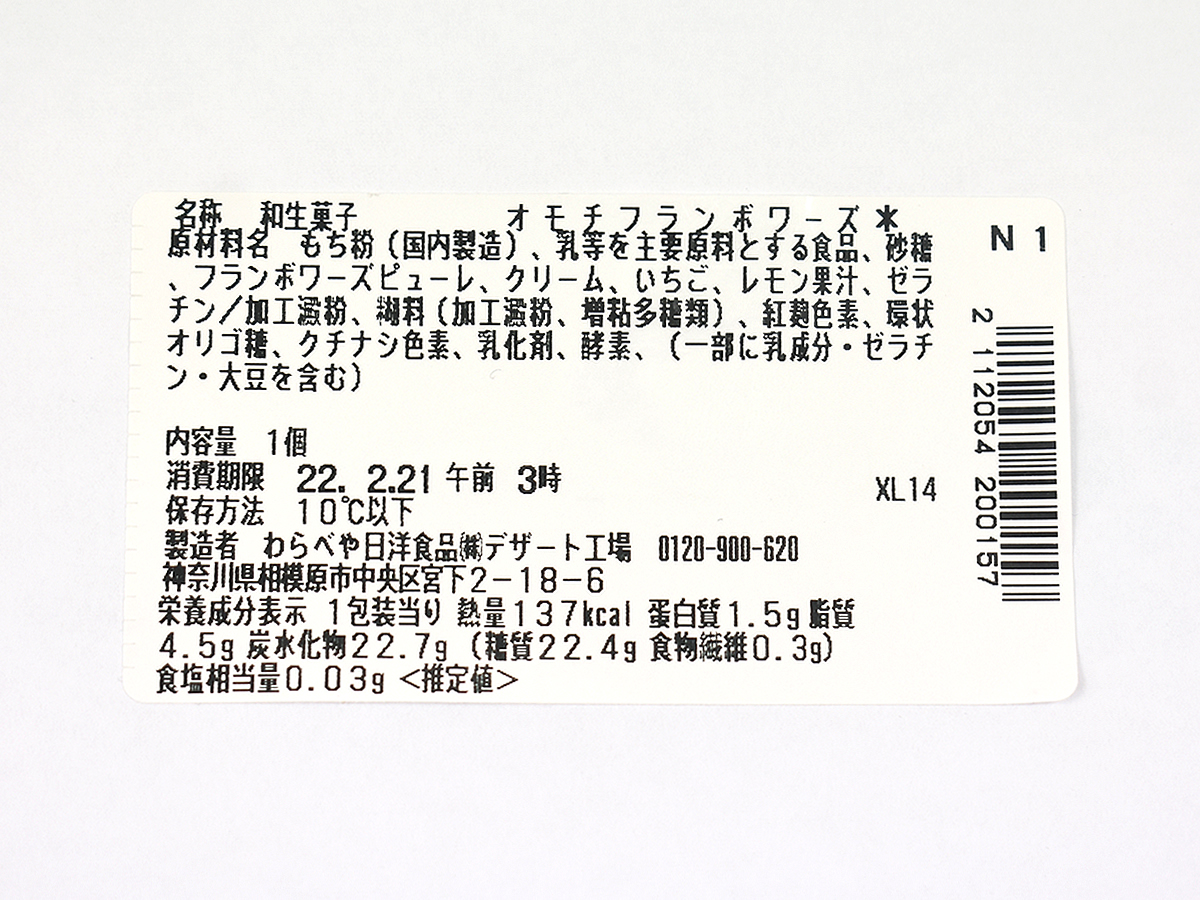 名称 和生菓子 オモチフランボワーズ*
原材料名 もち粉（国内製造）、乳等を主要原料とする食品、砂糖
、フランボワーズピューレ、クリーム、いちご、レモン果汁、ゼラ
チン／加工澱粉、糊料（加工澱粉、増粘多糖類）、紅麹色素、環状
オリゴ糖、クチナシ色素、乳化剤、酵素、（一部に乳成分・ゼラチ
ン・大豆を含む）
内容量 1個
消費期限 22. 2.21 午前 3時
保存方法 10℃以下
製造者 わらべや日洋食品㈱デザート工場 0120-900-620
神奈川県相模原市中央区宮下2-18-6
栄養成分表示 1包装当り 熱量137kcal 蛋白質1.5g 脂質
4.5g 炭水化物22.7g（糖質22.4g 食物繊維0.3g）
食塩相当量0.03g <推定値>
N 1
XL14
2 112054 200157